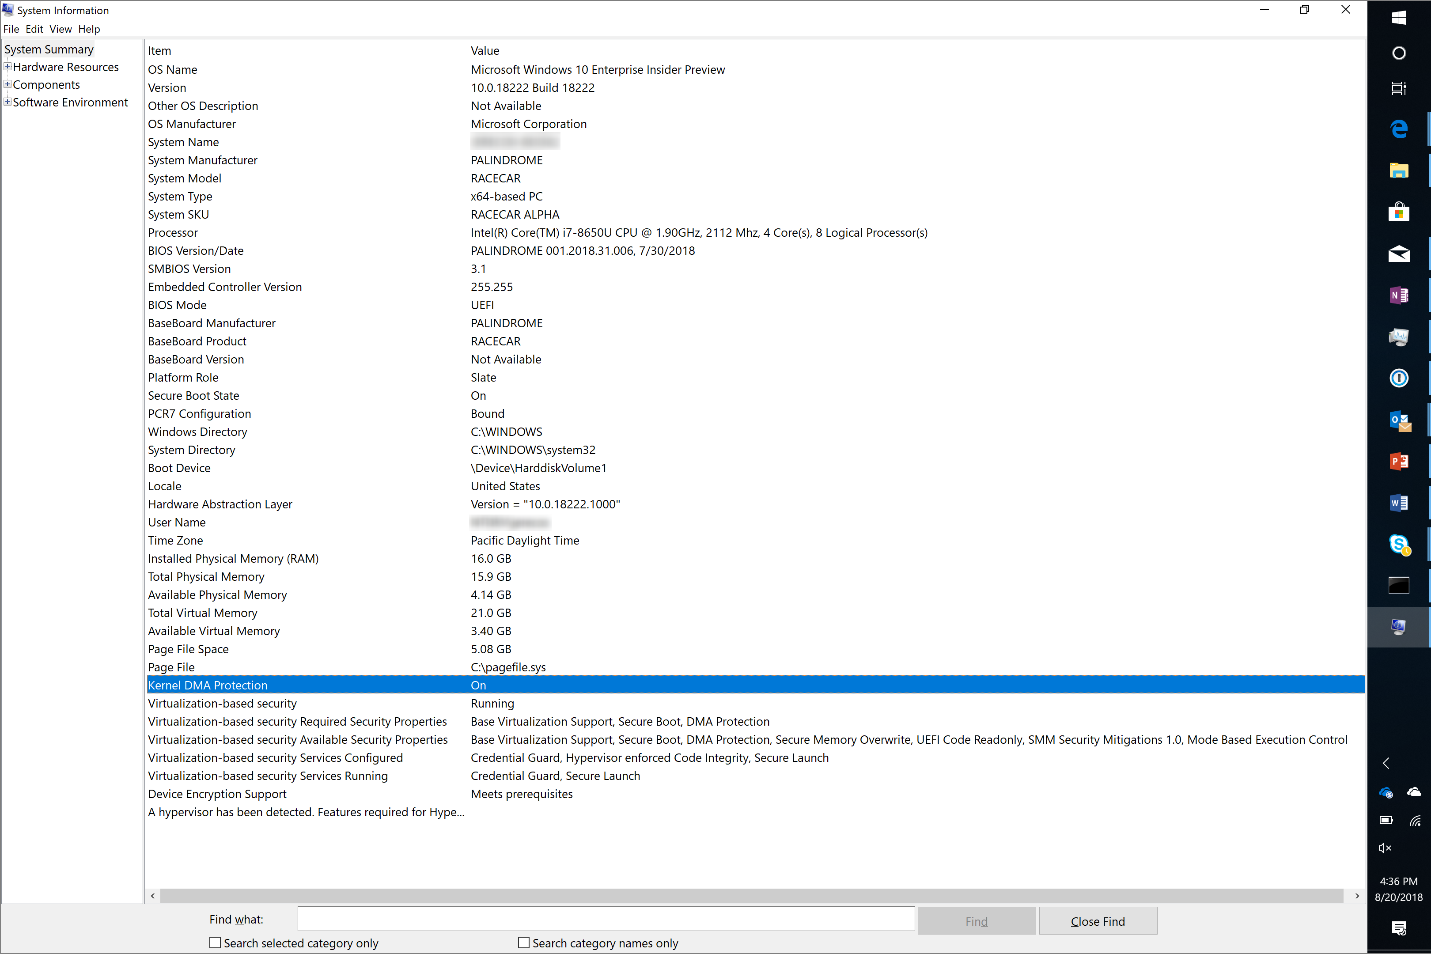 System Information
File Edit View Help
System Summary
Hardware Resources
Components
Software Environment
Item Value
OS Name Microsoft Windows 10 Enterprise Insider Preview
Version 10.0.18222 Build 18222
Other OS Description Not Available
OS Manufacturer Microsoft Corporation
System Name
System Manufacturer PALINDROME
System Model RACECAR
System Type x64-based PC
System SKU RACECAR ALPHA
Processor Intel(R) Core(TM) i7-8650U CPU @ 1.90GHz, 2112 Mhz, 4 Core(s), 8 Logical Processor(s)
BIOS Version/Date PALINDROME 001.2018.31.006, 7/30/2018
SMBIOS Version 3.1
Embedded Controller Version 255.255
BIOS Mode UEFI
BaseBoard Manufacturer PALINDROME
BaseBoard Product RACECAR
BaseBoard Version Not Available
Platform Role Slate
Secure Boot State On
PCR7 Configuration Bound
Windows Directory C:\WINDOWS
System Directory C:\WINDOWS\system32
Boot Device \Device\HarddiskVolume1
Locale United States
Hardware Abstraction Layer Version = "10.0.18222.1000"
User Name
Time Zone Pacific Daylight Time
Installed Physical Memory (RAM) 16.0 GB
Total Physical Memory 15.9 GB
Available Physical Memory 4.14 GB
Total Virtual Memory 21.0 GB
Available Virtual Memory 3.40 GB
Page File Space 5.08 GB
Page File C:\pagefile.sys
Kernel DMA Protection On
Virtualization-based security Running
Virtualization-based security Required Security Properties Base Virtualization Support, Secure Boot, DMA Protection
Virtualization-based security Available Security Properties Base Virtualization Support, Secure Boot, DMA Protection, Secure Memory Overwrite, UEFI Code Readonly, SMM Security Mitigations 1.0, Mode Based Execution Control
Virtualization-based security Services Configured Credential Guard, Hypervisor enforced Code Integrity, Secure Launch
Virtualization-based security Services Running Credential Guard, Secure Launch
Device Encryption Support Meets prerequisites
A hypervisor has been detected. Features required for Hype...
Find what: Find Close Find
Search selected category only Search category names only
4:36 PM
8/20/2018